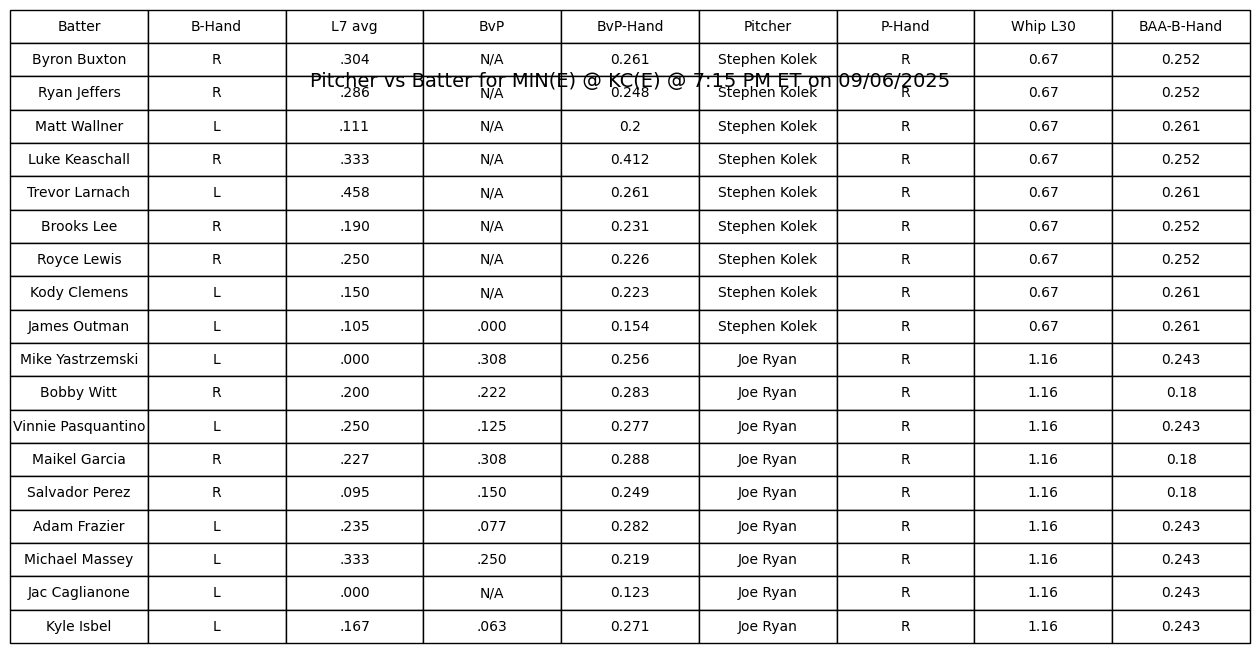 Batter B-Hand L7 avg BvP BvP-Hand Pitcher P-Hand Whip L30 BAA-B-Hand
Byron Buxton R .304 N/A 0.261 Stephen Kolek R 0.67 0.252
Pitcher vs Batter for MIN(E) @ KC(E) @ 7:15 PM ET on 09/06/2025
Ryan Jeffers R .286 N/A 0.248 Stephen Kolek R 0.67 0.252
Matt Wallner L .111 N/A 0.2 Stephen Kolek R 0.67 0.261
Luke Keaschall R .333 N/A 0.412 Stephen Kolek R 0.67 0.252
Trevor Larnach L .458 N/A 0.261 Stephen Kolek R 0.67 0.261
Brooks Lee R .190 N/A 0.231 Stephen Kolek R 0.67 0.252
Royce Lewis R .250 N/A 0.226 Stephen Kolek R 0.67 0.252
Kody Clemens L .150 N/A 0.223 Stephen Kolek R 0.67 0.261
James Outman L .105 .000 0.154 Stephen Kolek R 0.67 0.261
Mike Yastrzemski L .000 .308 0.256 Joe Ryan R 1.16 0.243
Bobby Witt R .200 .222 0.283 Joe Ryan R 1.16 0.18
Vinnie Pasquantino L .250 .125 0.277 Joe Ryan R 1.16 0.243
Maikel Garcia R .227 .308 0.288 Joe Ryan R 1.16 0.18
Salvador Perez R .095 .150 0.249 Joe Ryan R 1.16 0.18
Adam Frazier L .235 .077 0.282 Joe Ryan R 1.16 0.243
Michael Massey L .333 .250 0.219 Joe Ryan R 1.16 0.243
Jac Caglianone L .000 N/A 0.123 Joe Ryan R 1.16 0.243
Kyle Isbel L .167 .063 0.271 Joe Ryan R 1.16 0.243